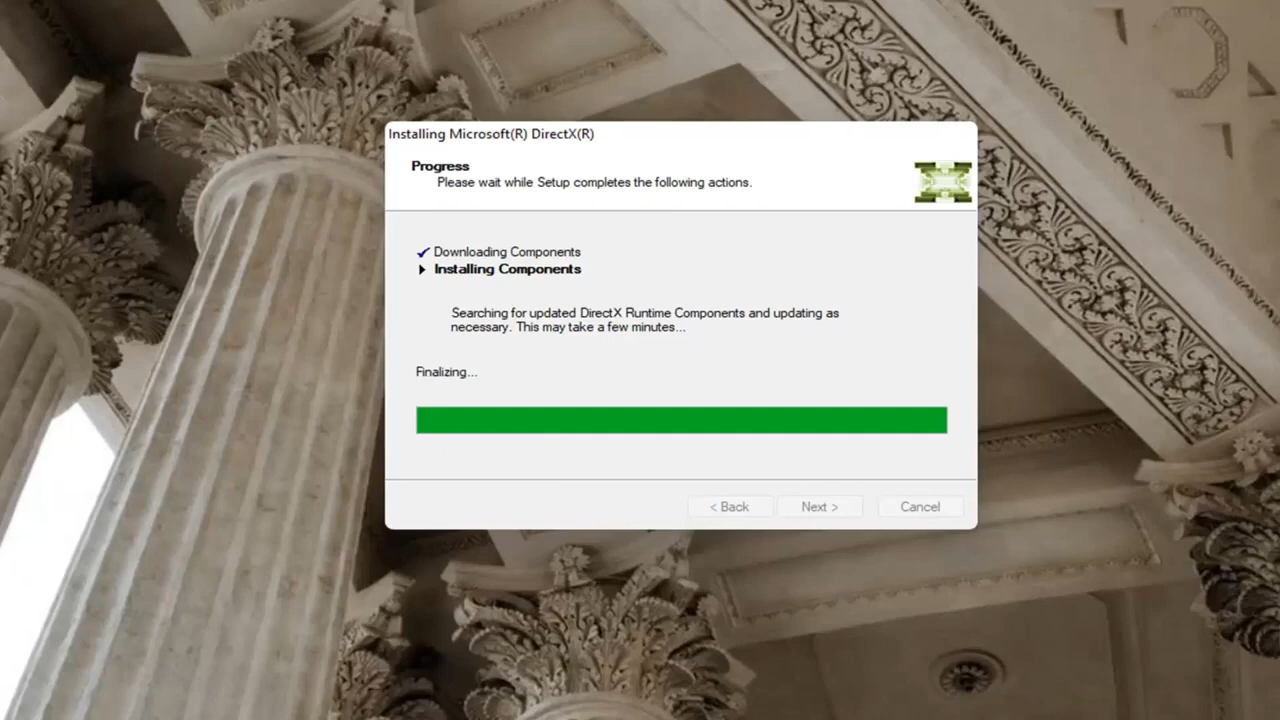 Installing Microsoft(R) DirectX(R)
Progress
Please wait while Setup completes the following actions.
Downloading Components
Installing Components
Searching for updated DirectX Runtime Components and updating as
necessary. This may take a few minutes...
Finalizing...
< Back
Next >
Cancel